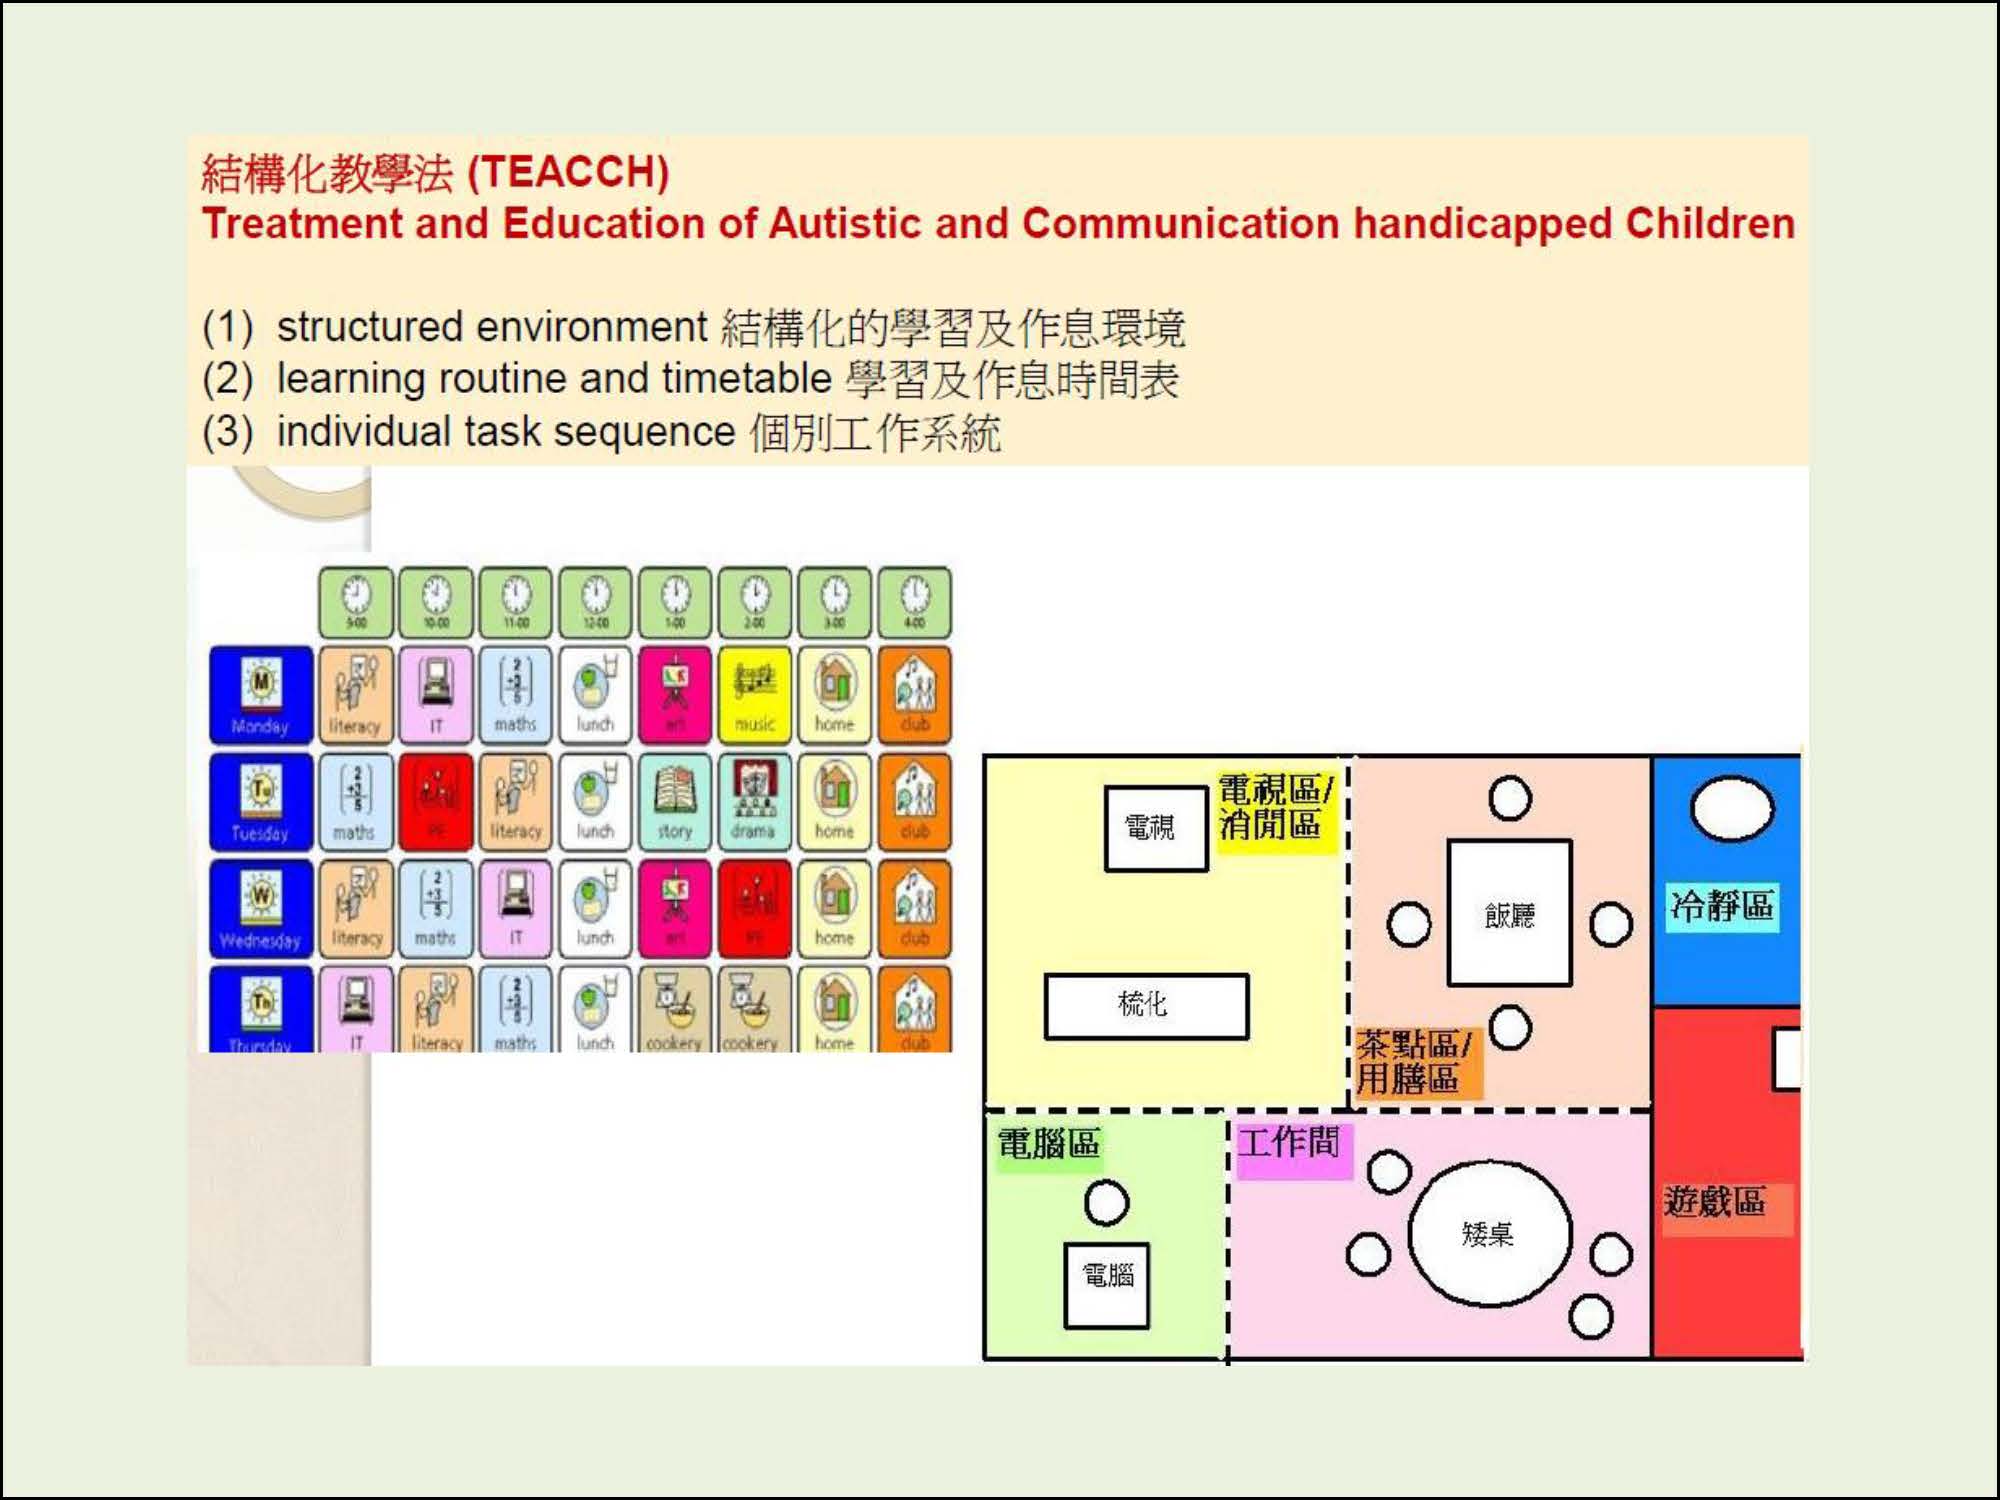 結構化教學法 (TEACCH)
Treatment and Education of Autistic and Communication handicapped Children
(1) structured environment 結構化的學習及作息環境
(2) learning routine and timetable 學習及作息時間表
(3) individual task sequence 個別工作系統
9:00 10:00 11:00 12:00 1:00 2:00 3:00 4:00
M Monday literacy IT maths lunch art music home club
Tu Tuesday maths PE literacy lunch story drama home club
W Wednesday literacy maths IT lunch art PE home club
Th Thursday IT literacy maths lunch cookery cookery home club
電視
電視區/
消閒區
梳化
飯廳
茶點區/
用膳區
冷靜區
電腦區
電腦
工作間
矮桌
遊戲區